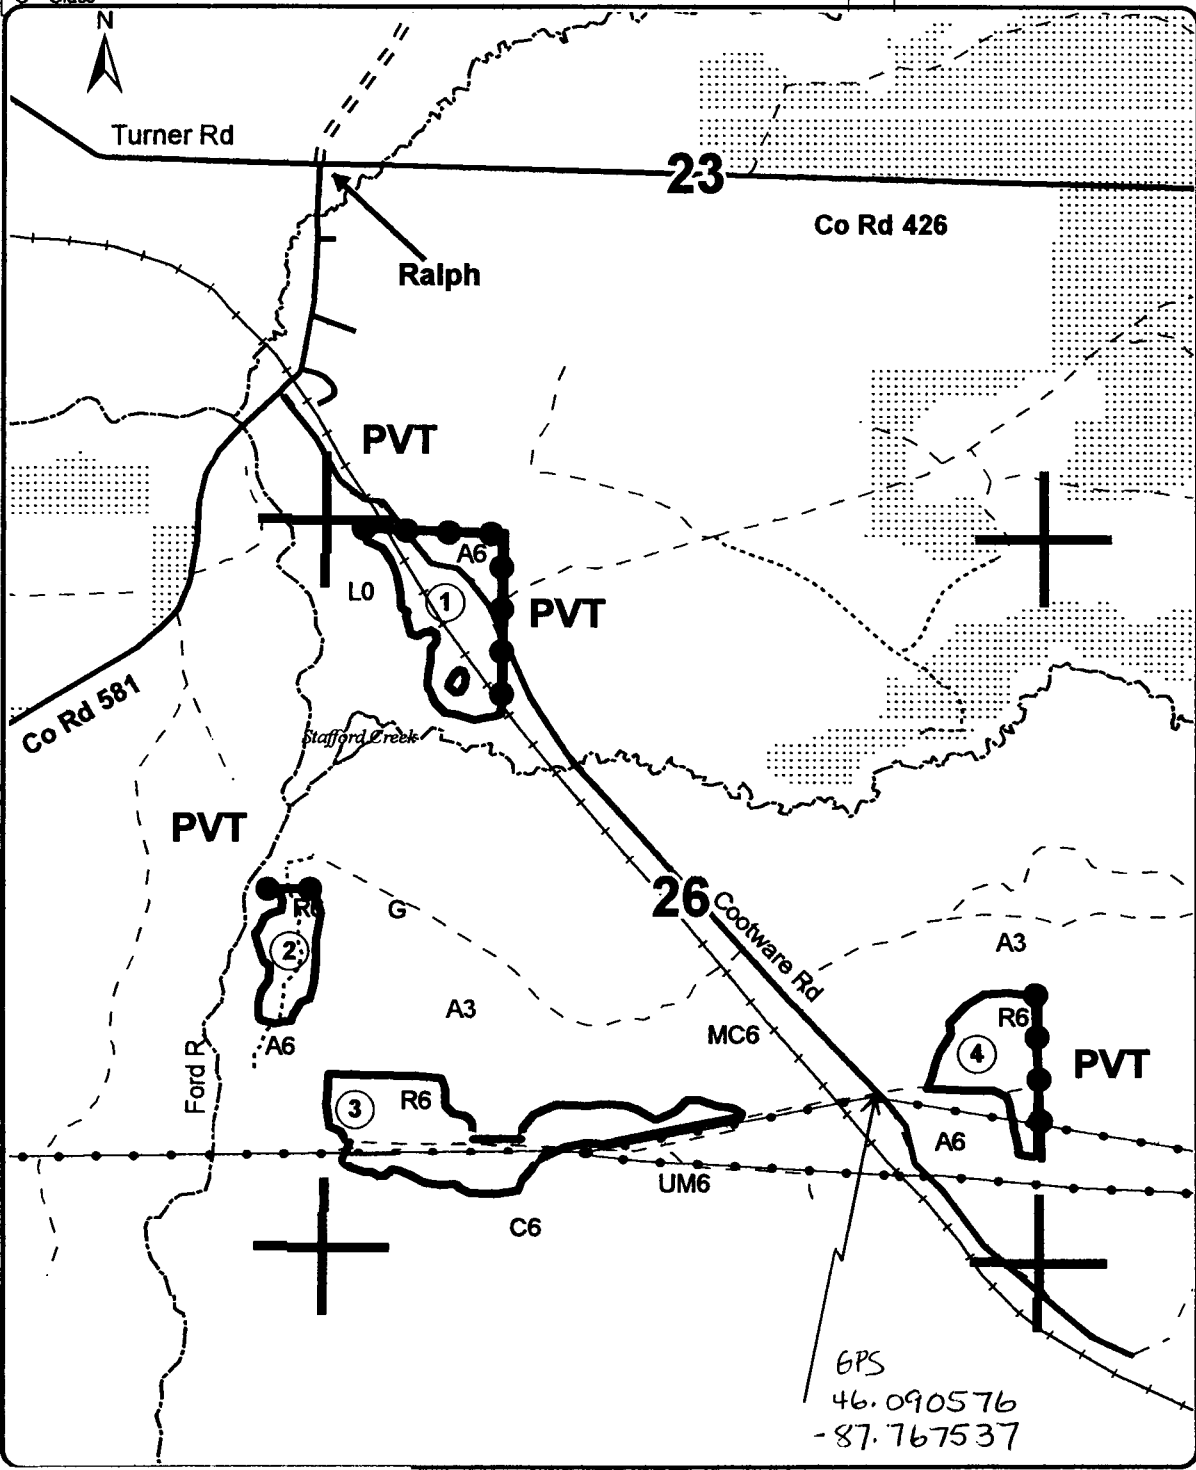 N
Turner Rd
23
Co Rd 426
Ralph
PVT
A6
L0
1
PVT
Co Rd 581
Stafford Creek
PVT
26
Cootware Rd
R6
G
2
A3
A3
MC6
R6
4
PVT
A6
Ford R
3
R6
A6
UM6
C6
GPS
46.090576
-87.767537